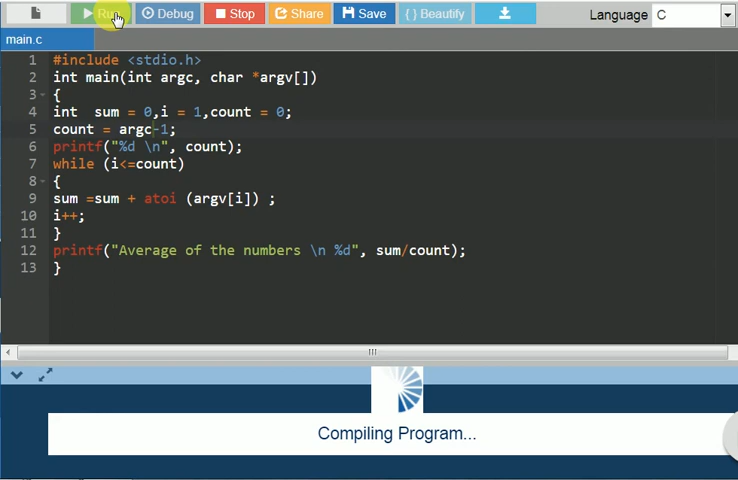 Run Debug Stop Share Save { } Beautify Language C
main.c
1 #include <stdio.h>
2 int main(int argc, char *argv[])
3 {
4 int  sum = 0,i = 1,count = 0;
5 count = argc-1;
6 printf("%d \n", count);
7 while (i<=count)
8 {
9 sum =sum + atoi (argv[i]) ;
10 i++;
11 }
12 printf("Average of the numbers \n %d", sum/count);
13 }
Compiling Program...